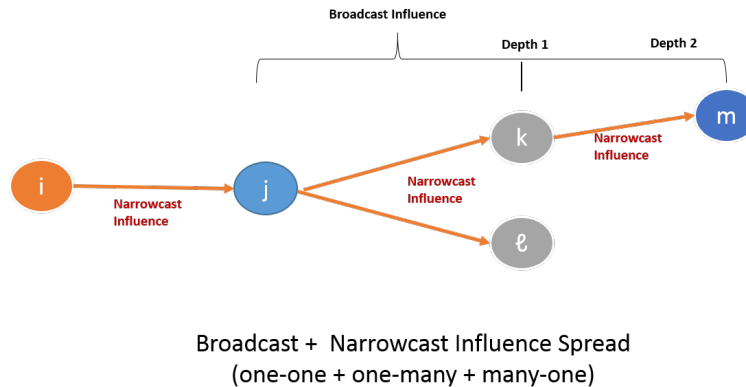 Broadcast Influence
Depth 1
Depth 2
m
k
Narrowcast
Influence
i
j
Narrowcast
Influence
Narrowcast
Influence
ℓ
Broadcast + Narrowcast Influence Spread
(one-one + one-many + many-one)